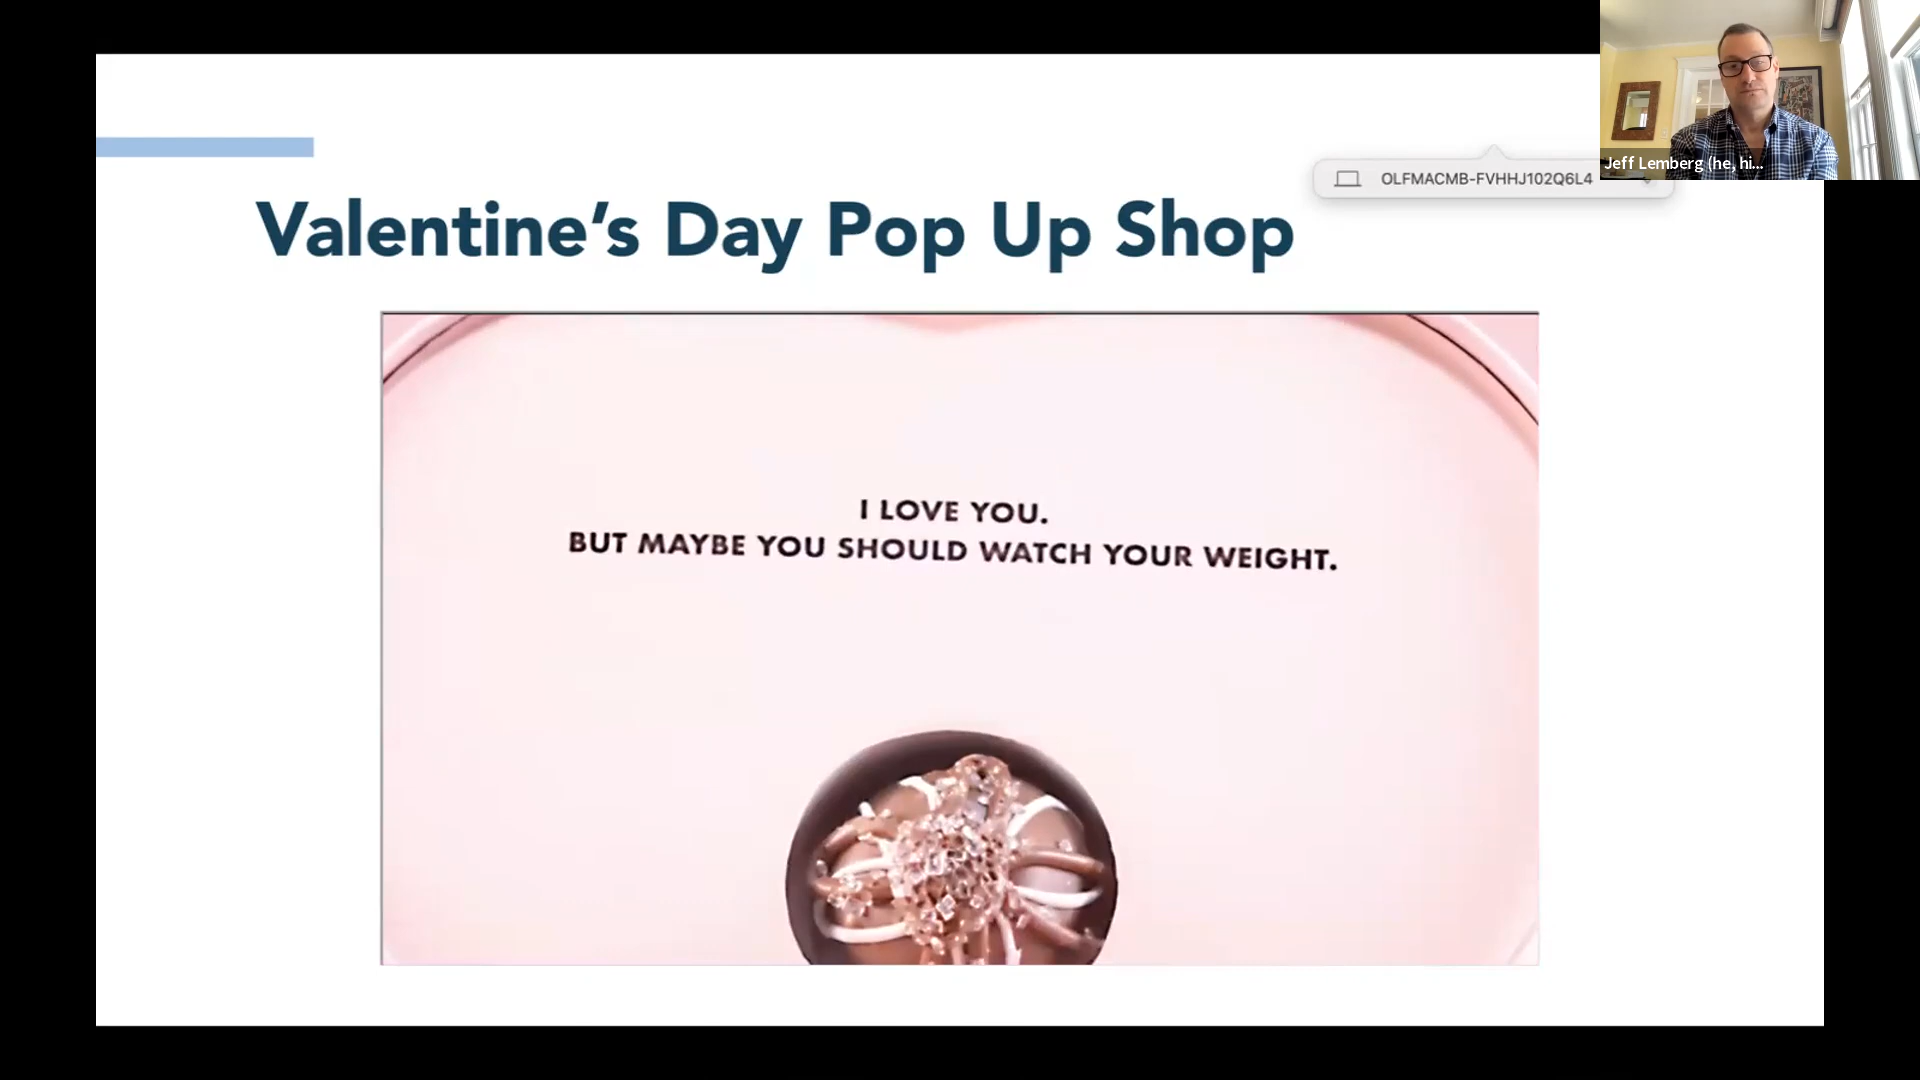 Valentine’s Day Pop Up Shop
OLFMACMB-FVHHJ102Q6L4
Jeff Lemberg (he, hi...
I LOVE YOU.
BUT MAYBE YOU SHOULD WATCH YOUR WEIGHT.